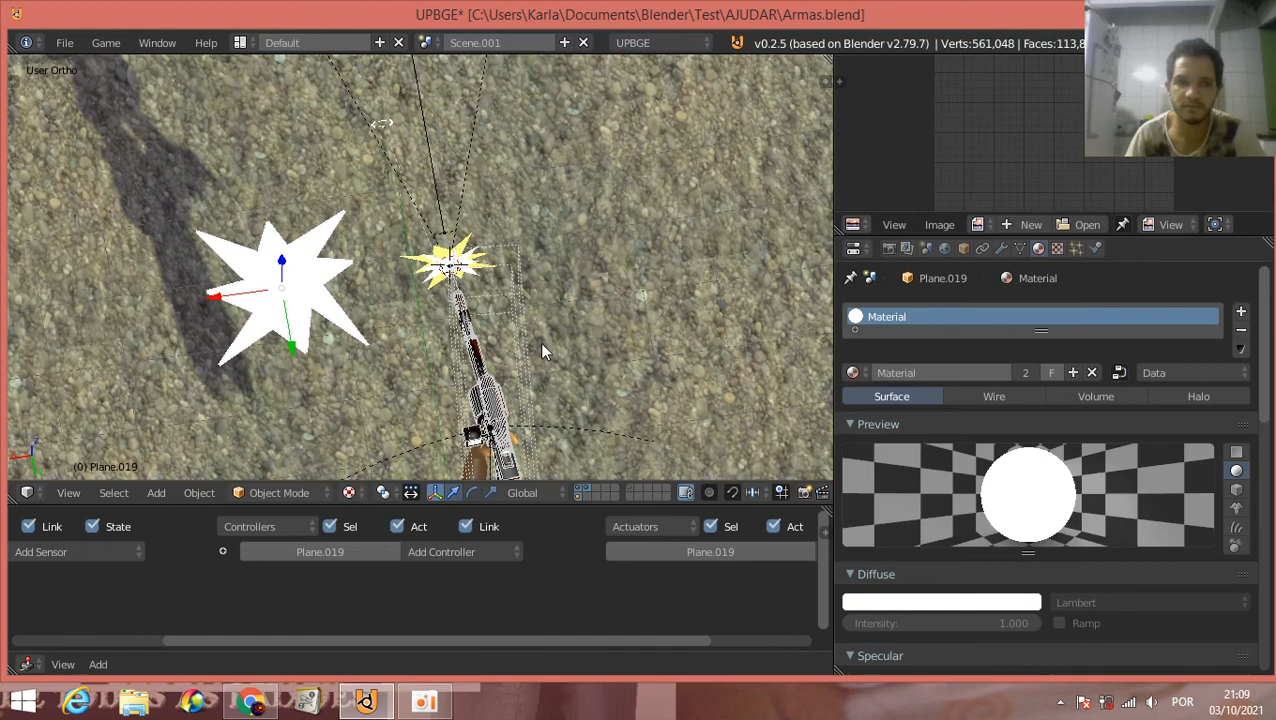 UPBGE* [C:\Users\Karla\Documents\Blender\Test\AJUDAR\Armas.blend]
File Game Window Help Default Scene.001 UPBGE v0.2.5 (based on Blender v2.79.7) | Verts:561,048 | Faces:113,8
User Ortho
(0) Plane.019
View Image New Open View
Plane.019 Material
Material
Material 2 F Data
Surface Wire Volume Halo
Preview
Diffuse
Lambert
Intensity: 1.000 Ramp
Specular
View Select Add Object Object Mode Global
Link State Controllers Sel Act Link Actuators Sel Act
Add Sensor Plane.019 Add Controller Plane.019
View Add
POR
21:09
03/10/2021